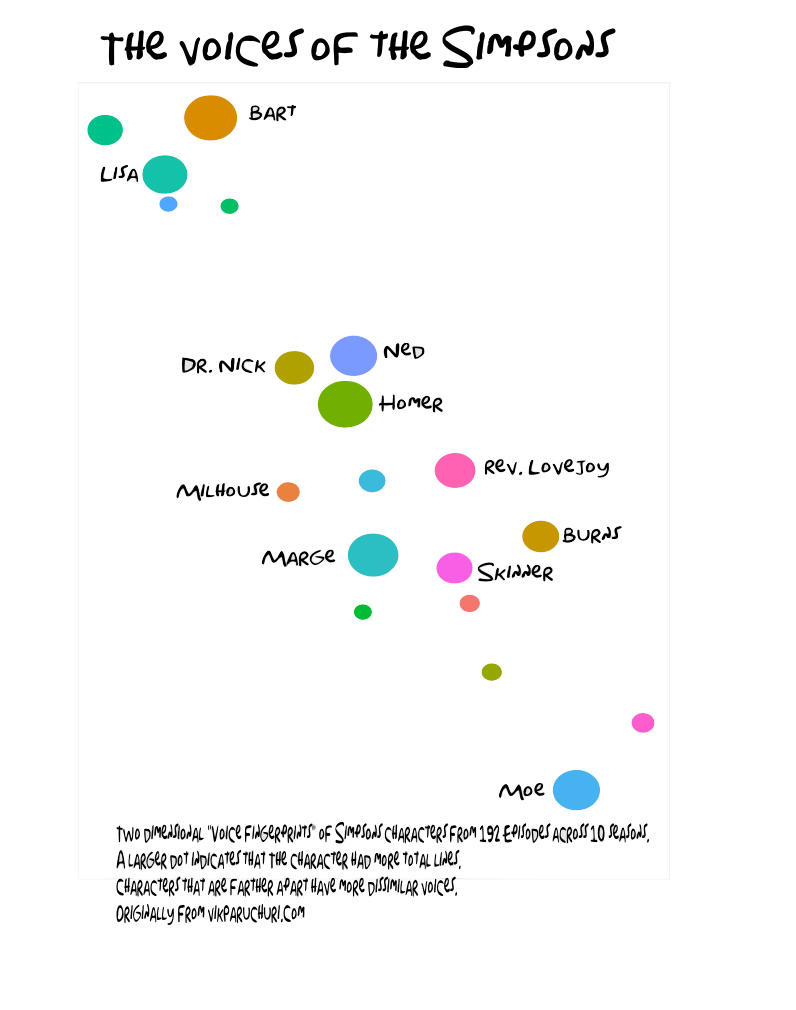 THE VOICES OF THE SIMPSONS
BART
LISA
NED
DR. NICK
HOMER
REV. LOVEJOY
MILHOUSE
BURNS
MARGE
SKINNER
MOE
TWO DIMENSIONAL "VOICE FINGERPRINTS" OF SIMPSONS CHARACTERS FROM 192 EPISODES ACROSS 10 SEASONS.
A LARGER DOT INDICATES THAT THE CHARACTER HAD MORE TOTAL LINES.
CHARACTERS THAT ARE FARTHER APART HAVE MORE DISSIMILAR VOICES.
ORIGINALLY FROM VIKPARUCHURI.COM